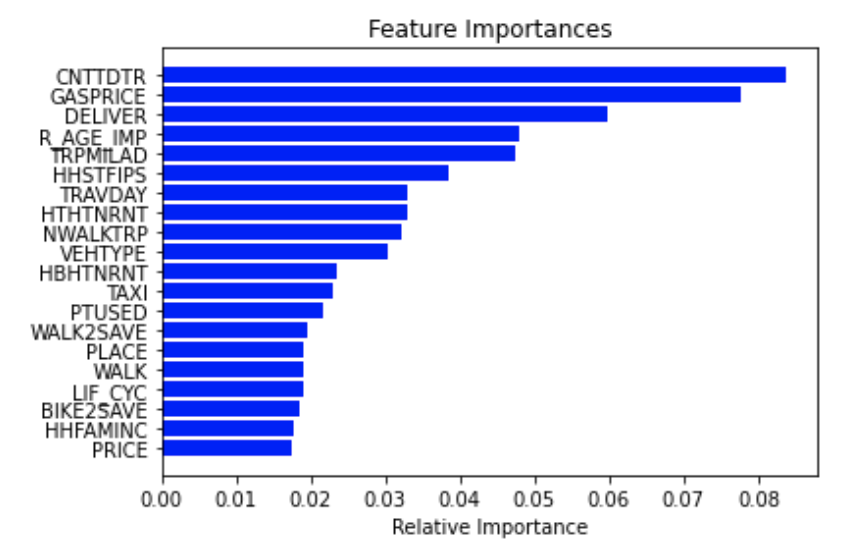 Feature Importances
CNTTDTR
GASPRICE
DELIVER
R_AGE_IMP
TRPMILAD
HHSTFIPS
TRAVDAY
HTHTNRNT
NWALKTRP
VEHTYPE
HBHTNRNT
TAXI
PTUSED
WALK2SAVE
PLACE
WALK
LIF_CYC
BIKE2SAVE
HHFAMINC
PRICE
0.00 0.01 0.02 0.03 0.04 0.05 0.06 0.07 0.08
Relative Importance